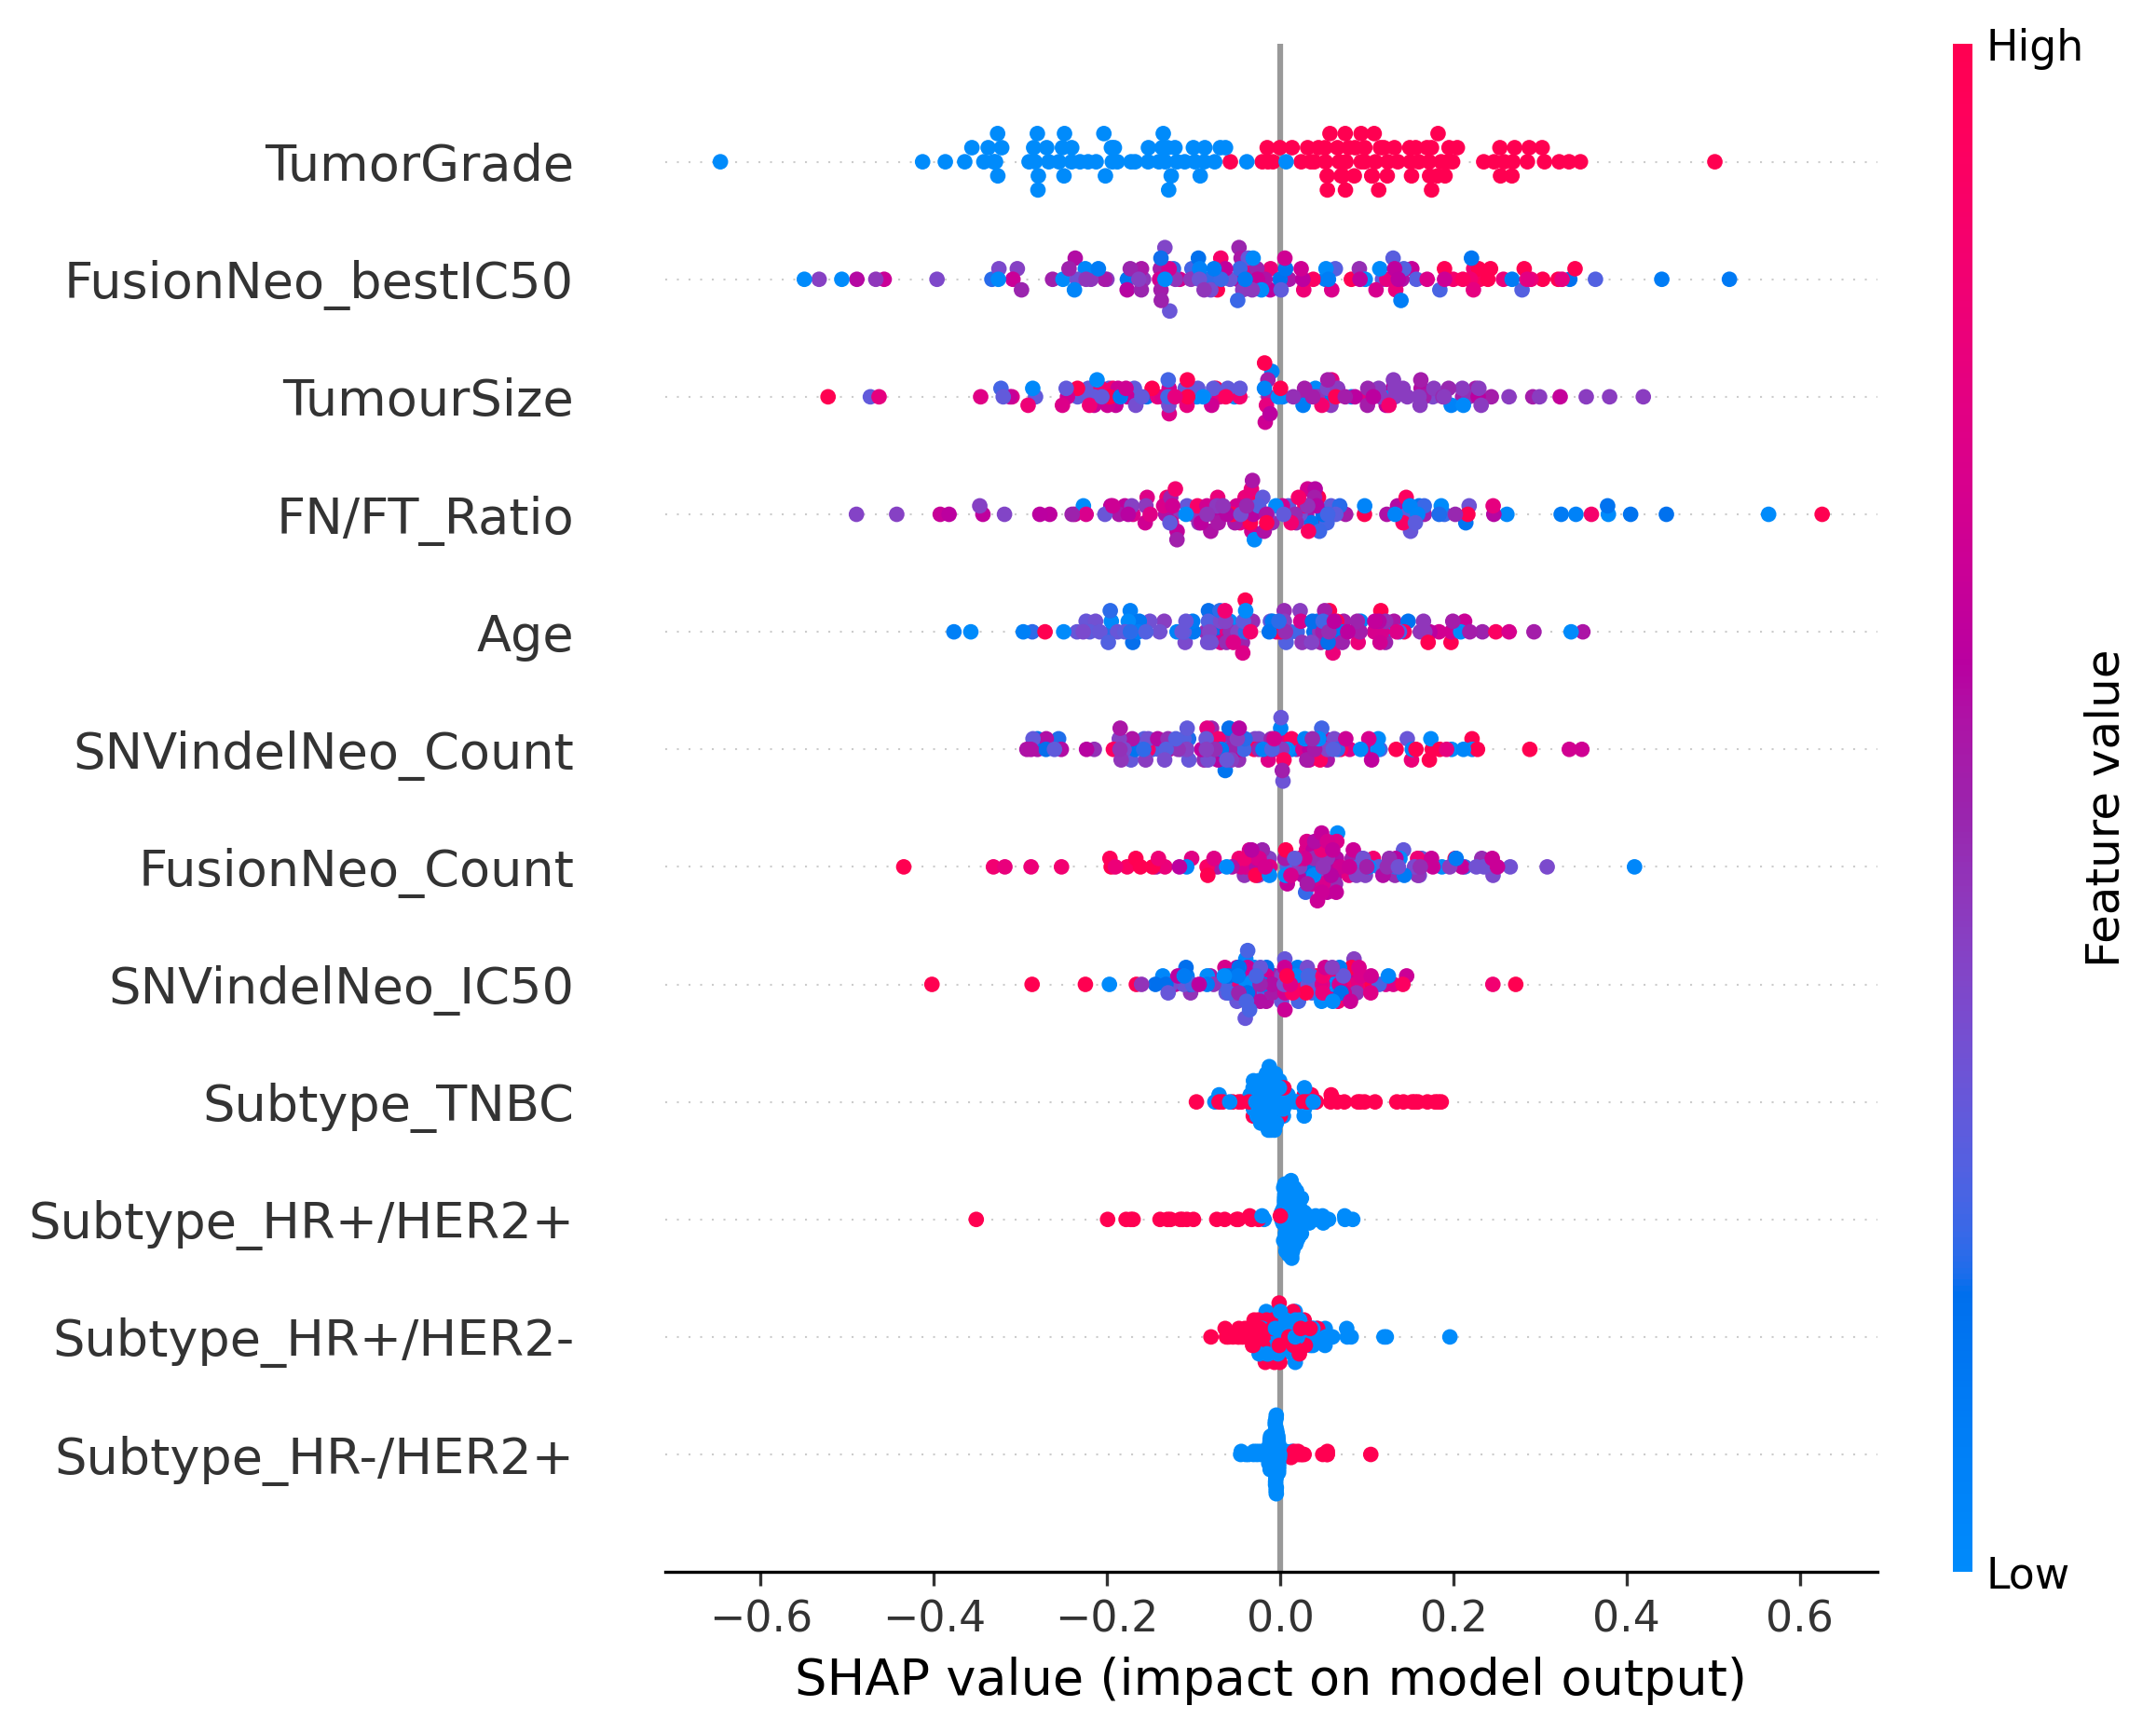 High
TumorGrade
FusionNeo_bestIC50
TumourSize
FN/FT_Ratio
Age
SNVindelNeo_Count
FusionNeo_Count
SNVindelNeo_IC50
Subtype_TNBC
Subtype_HR+/HER2+
Subtype_HR+/HER2-
Subtype_HR-/HER2+
Feature value
Low
−0.6 −0.4 −0.2 0.0 0.2 0.4 0.6
SHAP value (impact on model output)